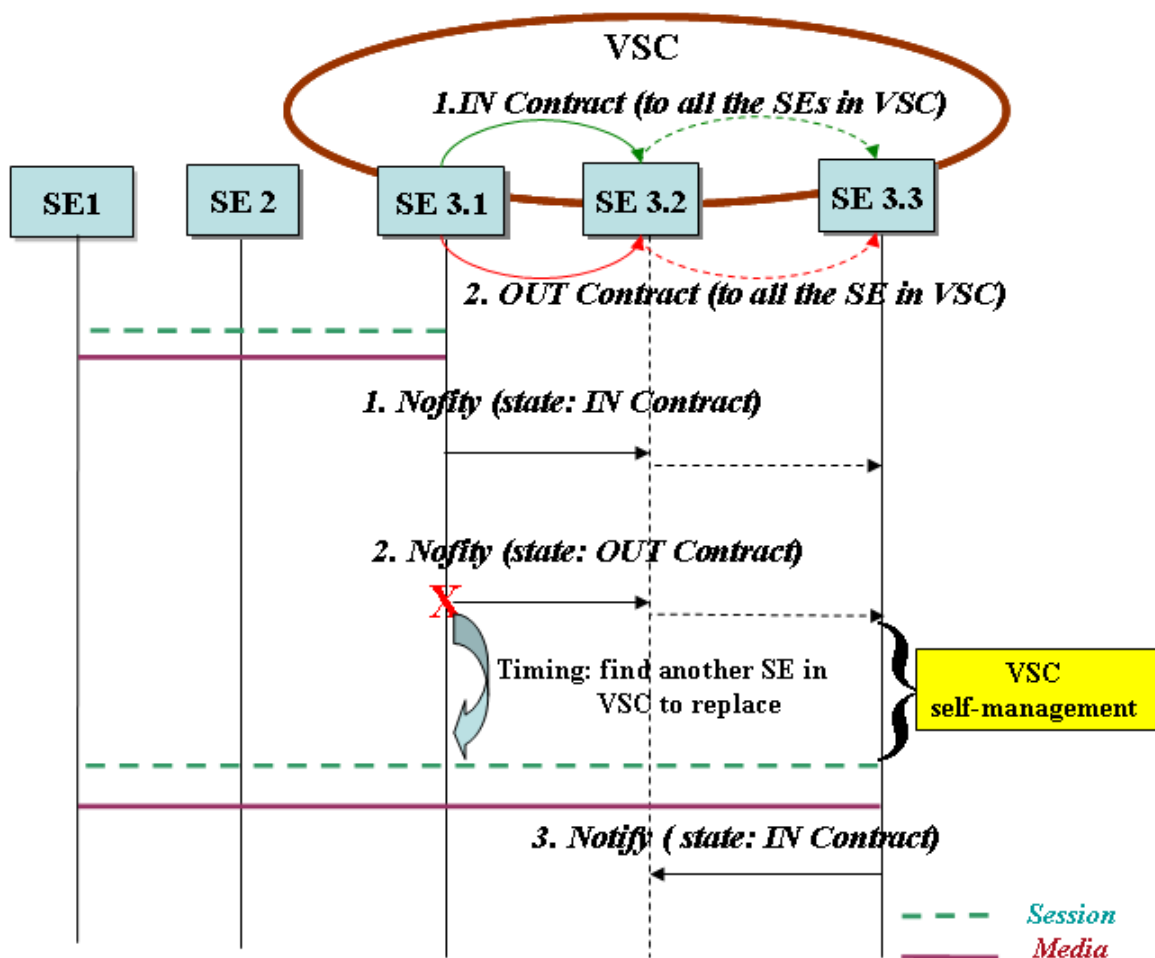 VSC
1.IN Contract (to all the SEs in VSC)
SE1
SE 2
SE 3.1
SE 3.2
SE 3.3
2. OUT Contract (to all the SE in VSC)
1. Nofity (state: IN Contract)
2. Nofity (state: OUT Contract)
X
Timing: find another SE in
VSC to replace
VSC
self-management
3. Notify ( state: IN Contract)
Session
Media